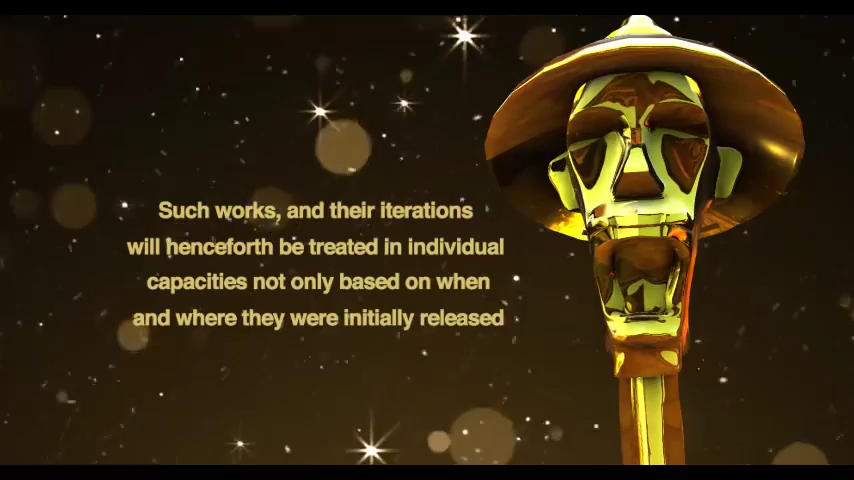 Such works, and their iterations
will henceforth be treated in individual
capacities not only based on when
and where they were initially released